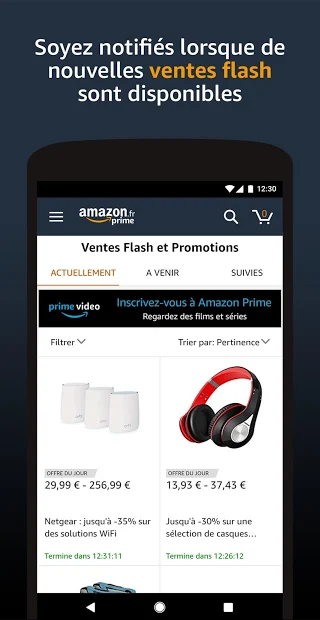 Soyez notifiés lorsque de
nouvelles ventes flash
sont disponibles
12:30
amazon.fr
prime
0
Ventes Flash et Promotions
ACTUELLEMENT A VENIR SUIVIES
prime video Inscrivez-vous à Amazon Prime
Regardez des films et séries
Filtrer Trier par: Pertinence
OFFRE DU JOUR OFFRE DU JOUR
29,99 € - 256,99 € 13,93 € - 37,43 €
Netgear : jusqu'à -35% sur Jusqu'à -30% sur une
des solutions WiFi sélection de casques...
Termine dans 12:31:11 Termine dans 12:26:12